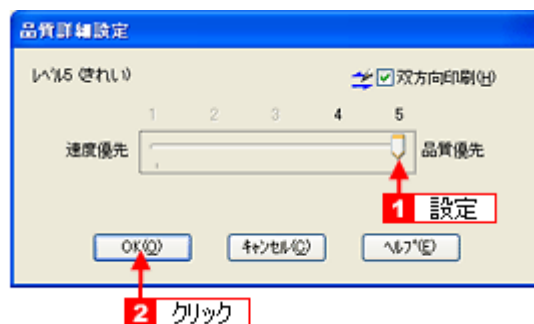 品質詳細設定
ﾚﾍﾞﾙ5 (きれい)
双方向印刷(H)
1 2 3 4 5
速度優先
品質優先
1 設定
OK(O) ｷｬﾝｾﾙ(C) ﾍﾙﾌﾟ(E)
2 クリック